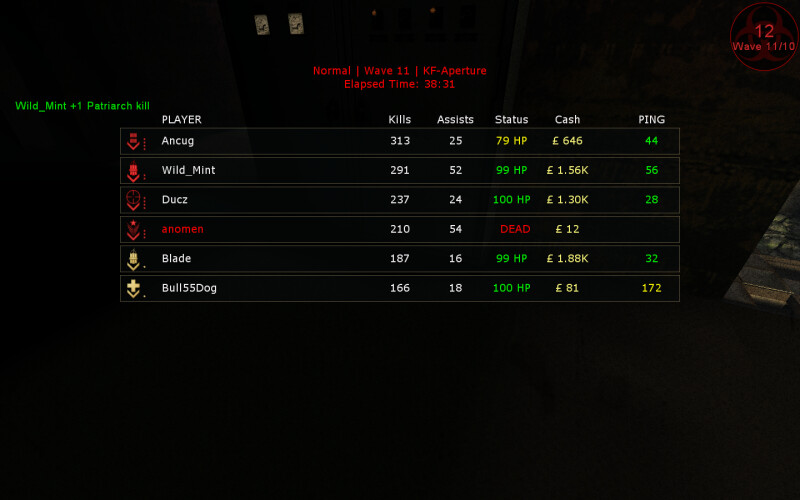 12
Wave 11/10
Normal | Wave 11 | KF-Aperture
Elapsed Time: 38:31
Wild_Mint +1 Patriarch kill
PLAYER Kills Assists Status Cash PING
Ancug 313 25 79 HP £ 646 44
Wild_Mint 291 52 99 HP £ 1.56K 56
Ducz 237 24 100 HP £ 1.30K 28
anomen 210 54 DEAD £ 12
Blade 187 16 99 HP £ 1.88K 32
Bull55Dog 166 18 100 HP £ 81 172